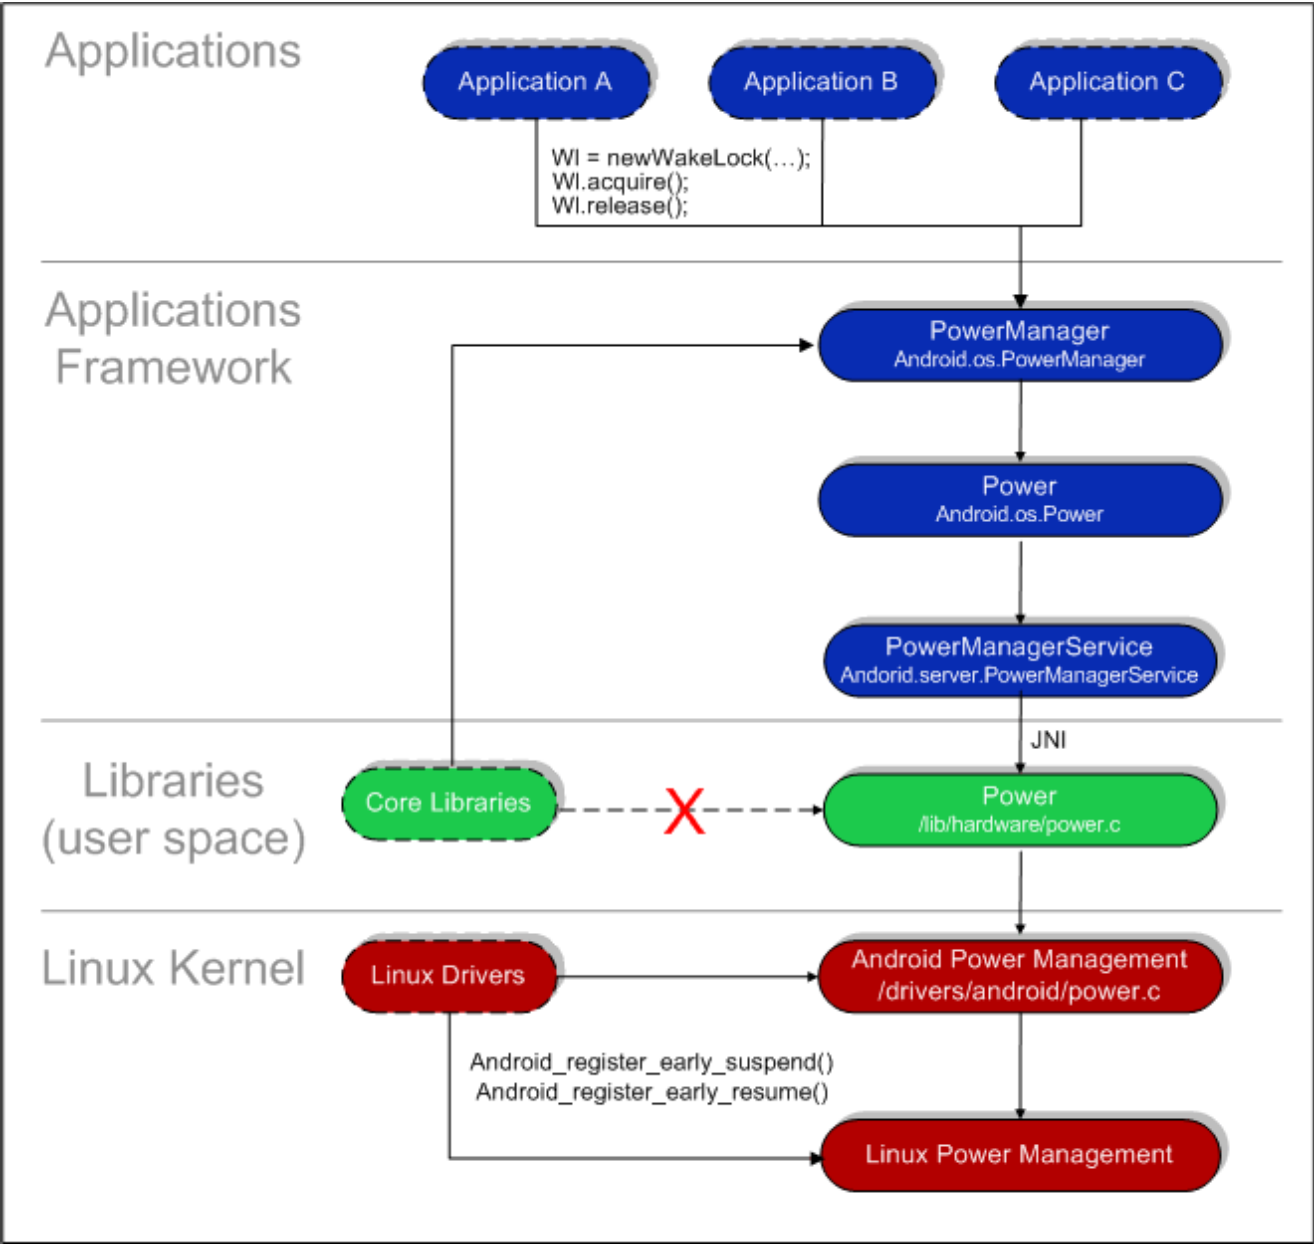 Applications
Application A
Application B
Application C
Wl = newWakeLock(…);
Wl.acquire();
Wl.release();
Applications
Framework
PowerManager
Android.os.PowerManager
Power
Android.os.Power
PowerManagerService
Andorid.server.PowerManagerService
JNI
Libraries
(user space)
Core Libraries
X
Power
/lib/hardware/power.c
Linux Kernel
Linux Drivers
Android Power Management
/drivers/android/power.c
Android_register_early_suspend()
Android_register_early_resume()
Linux Power Management